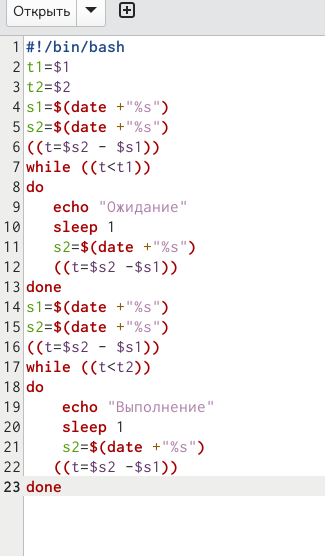 Открыть
1 #!/bin/bash
2 t1=$1
3 t2=$2
4 s1=$(date +"%s")
5 s2=$(date +"%s")
6 ((t=$s2 - $s1))
7 while ((t<t1))
8 do
9    echo "Ожидание"
10    sleep 1
11    s2=$(date +"%s")
12    ((t=$s2 -$s1))
13 done
14 s1=$(date +"%s")
15 s2=$(date +"%s")
16 ((t=$s2 - $s1))
17 while ((t<t2))
18 do
19     echo "Выполнение"
20     sleep 1
21     s2=$(date +"%s")
22    ((t=$s2 -$s1))
23 done